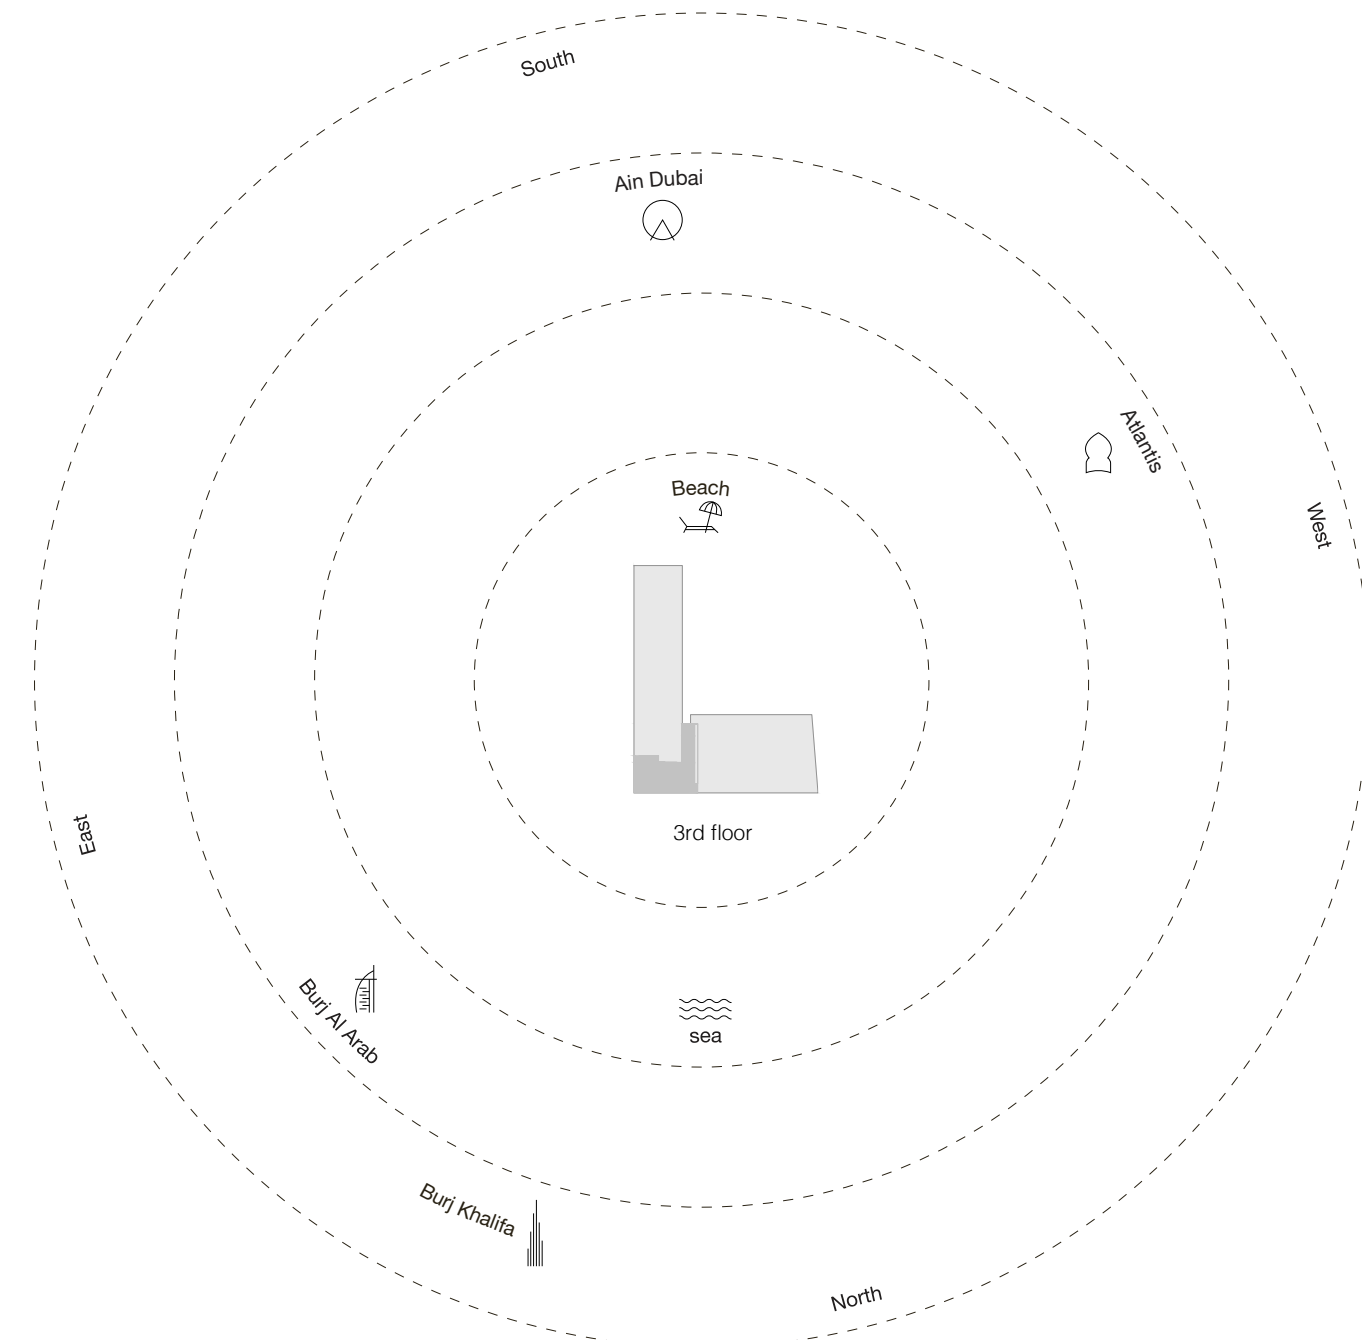 South
Ain Dubai
Atlantis
Beach
West
East
3rd floor
Burj Al Arab
sea
Burj Khalifa
North